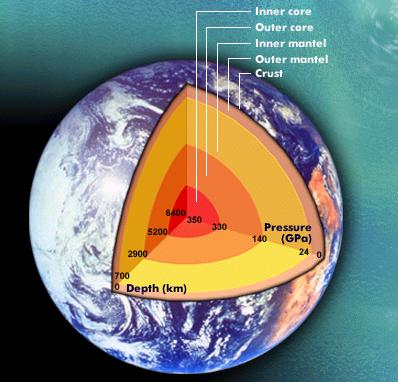 Inner core
Outer core
Inner mantel
Outer mantel
Crust
6400
350
5200
330
Pressure
(GPa)
140
2900
24
0
700
0
Depth (km)